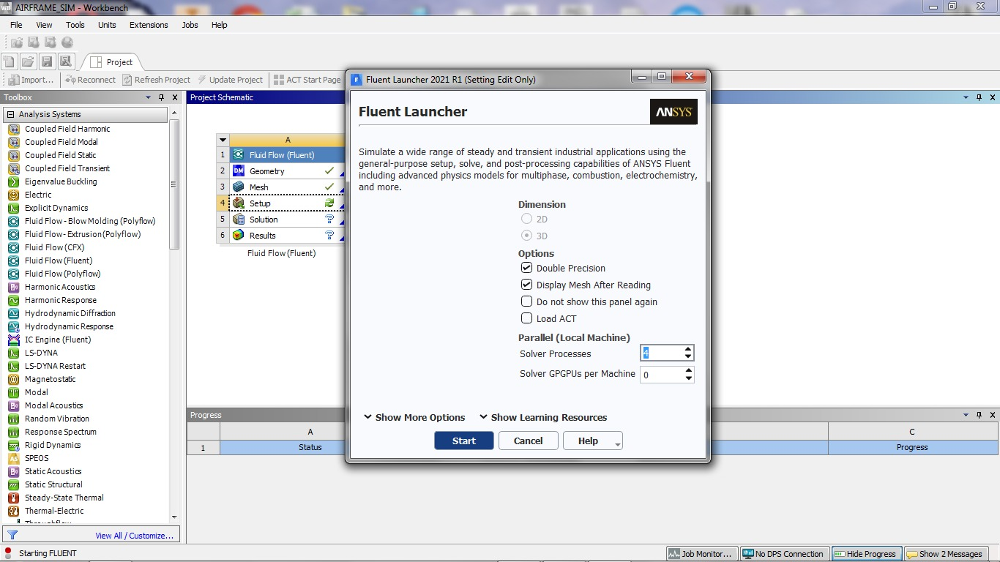 AIRFRAME_SIM - Workbench
File View Tools Units Extensions Jobs Help
Project
Import... Reconnect Refresh Project Update Project ACT Start Page
Toolbox
Analysis Systems
Coupled Field Harmonic
Coupled Field Modal
Coupled Field Static
Coupled Field Transient
Eigenvalue Buckling
Electric
Explicit Dynamics
Fluid Flow - Blow Molding (Polyflow)
Fluid Flow - Extrusion (Polyflow)
Fluid Flow (CFX)
Fluid Flow (Fluent)
Fluid Flow (Polyflow)
Harmonic Acoustics
Harmonic Response
Hydrodynamic Diffraction
Hydrodynamic Response
IC Engine (Fluent)
LS-DYNA
LS-DYNA Restart
Magnetostatic
Modal
Modal Acoustics
Random Vibration
Response Spectrum
Rigid Dynamics
SPEOS
Static Acoustics
Static Structural
Steady-State Thermal
Thermal-Electric
View All / Customize...
Project Schematic
A
1 Fluid Flow (Fluent)
2 DM Geometry
3 Mesh
4 Setup
5 Solution
6 Results
Fluid Flow (Fluent)
Fluent Launcher 2021 R1 (Setting Edit Only)
Fluent Launcher
ANSYS
Simulate a wide range of steady and transient industrial applications using the
general-purpose setup, solve, and post-processing capabilities of ANSYS Fluent
including advanced physics models for multiphase, combustion, electrochemistry,
and more.
Dimension
2D
3D
Options
Double Precision
Display Mesh After Reading
Do not show this panel again
Load ACT
Parallel (Local Machine)
Solver Processes 4
Solver GPGPUs per Machine 0
Show More Options Show Learning Resources
Start Cancel Help
Progress
A C
1 Status Progress
Starting FLUENT
Job Monitor... No DPS Connection Hide Progress Show 2 Messages